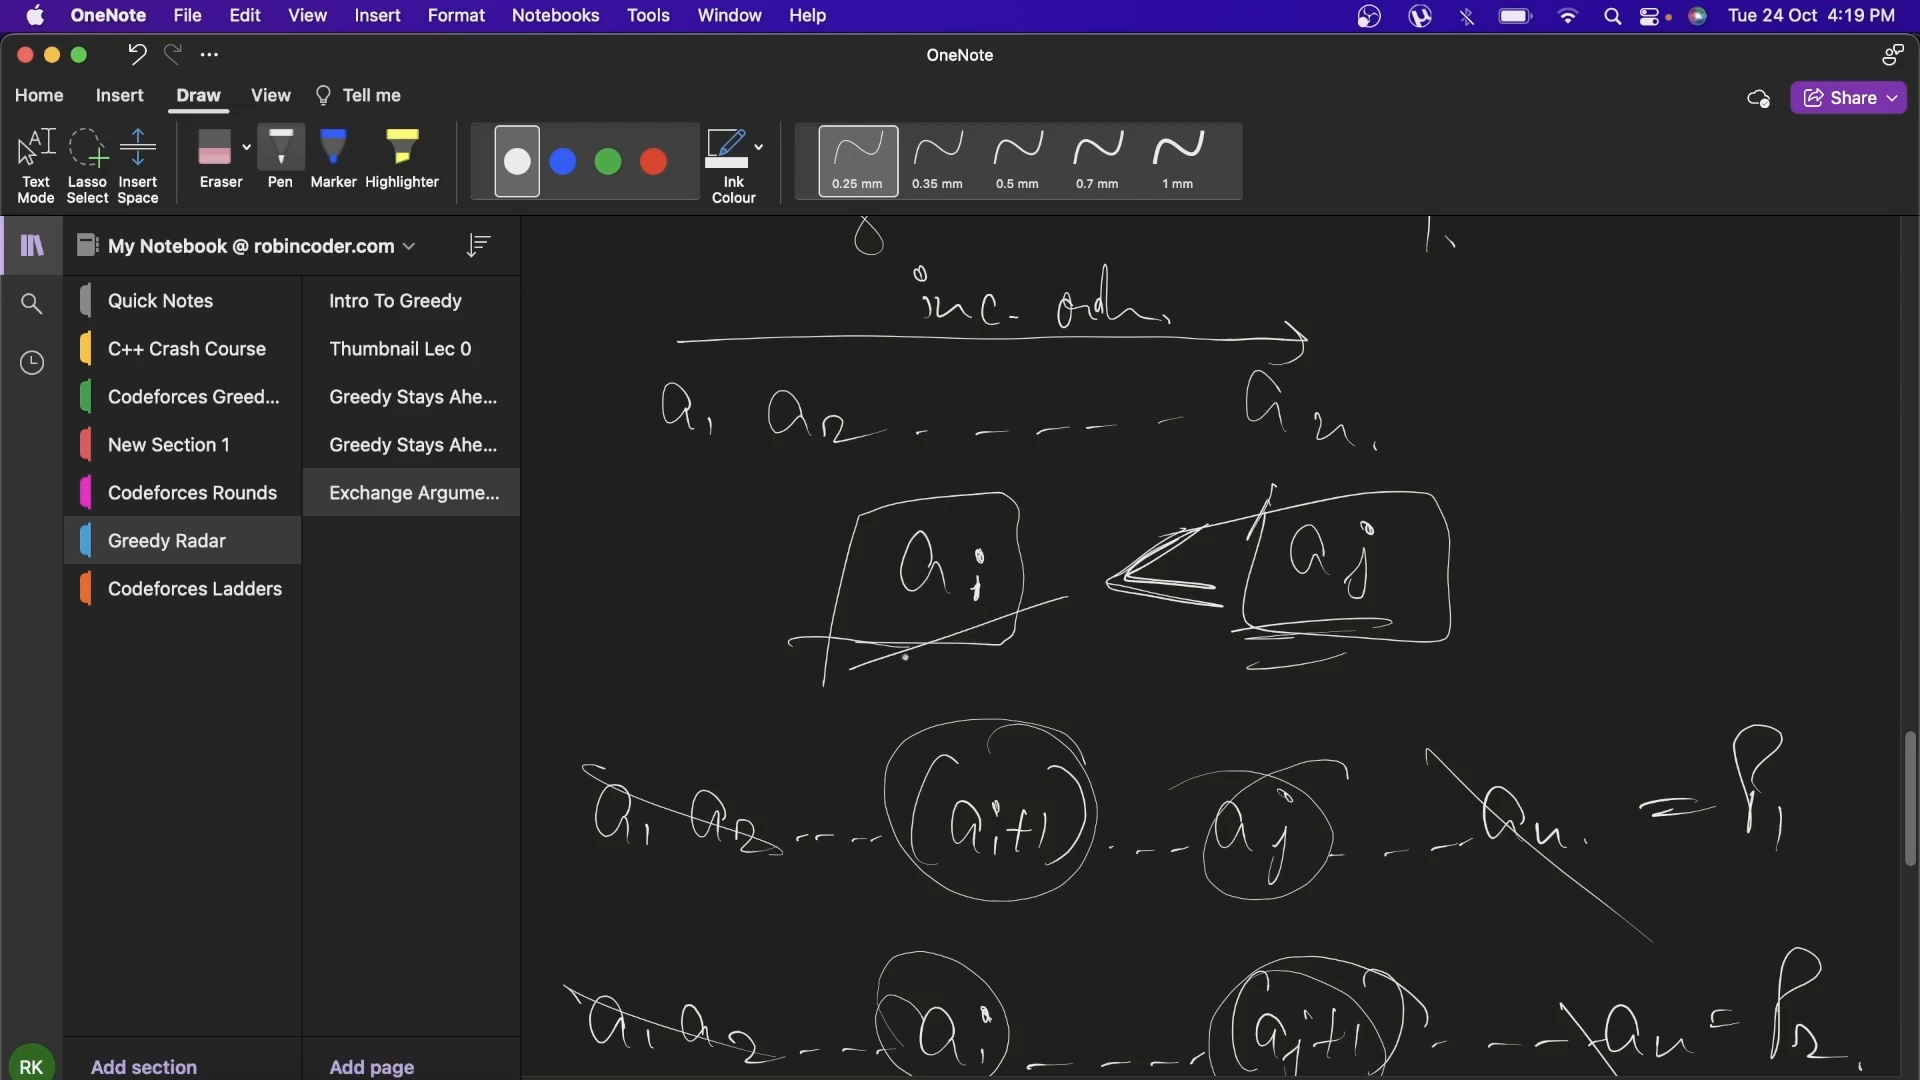 OneNote File Edit View Insert Format Notebooks Tools Window Help Tue 24 Oct 4:19 PM
OneNote
Home Insert Draw View Tell me Share
Text Mode Lasso Select Insert Space Eraser Pen Marker Highlighter Ink Colour 0.25 mm 0.35 mm 0.5 mm 0.7 mm 1 mm
My Notebook @ robincoder.com
Quick Notes
C++ Crash Course
Codeforces Greed...
New Section 1
Codeforces Rounds
Greedy Radar
Codeforces Ladders
Add section
RK
Intro To Greedy
Thumbnail Lec 0
Greedy Stays Ahe...
Greedy Stays Ahe...
Exchange Argume...
Add page
inc.
a1 a2 - - - - - an.
ai < aj
a1 a2 ---- (ai+1) ---- aj ---- an. = P1
a1 a2 ---- ai ---- (aj+1) ---- an = P2.